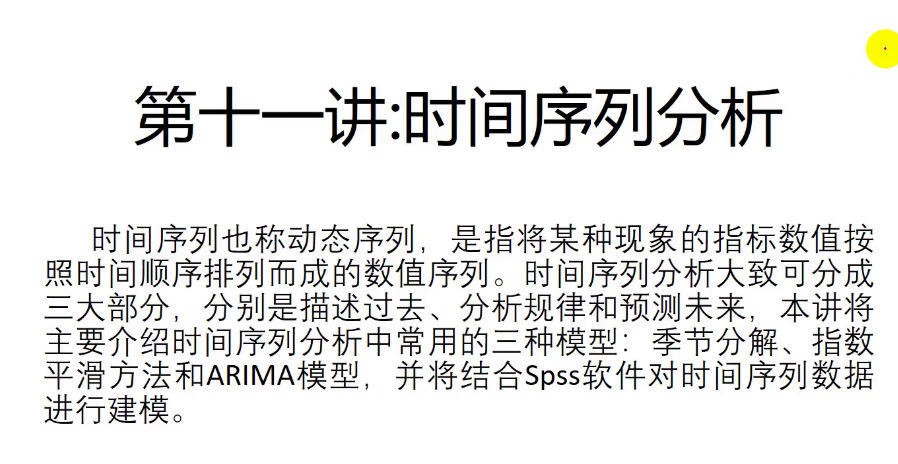 第十一讲:时间序列分析
时间序列也称动态序列，是指将某种现象的指标数值按
照时间顺序排列而成的数值序列。时间序列分析大致可分成
三大部分，分别是描述过去、分析规律和预测未来，本讲将
主要介绍时间序列分析中常用的三种模型：季节分解、指数
平滑方法和ARIMA模型，并将结合Spss软件对时间序列数据
进行建模。